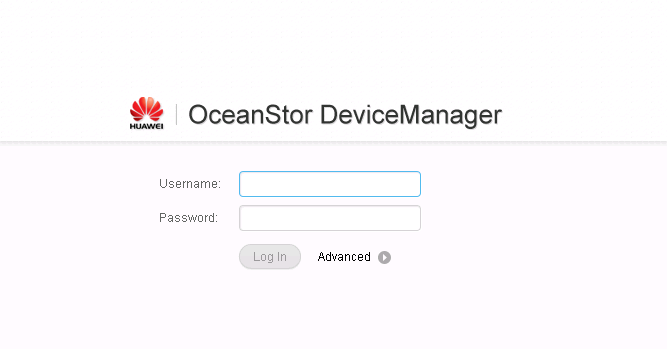 HUAWEI
OceanStor DeviceManager
Username:
Password:
Log In
Advanced